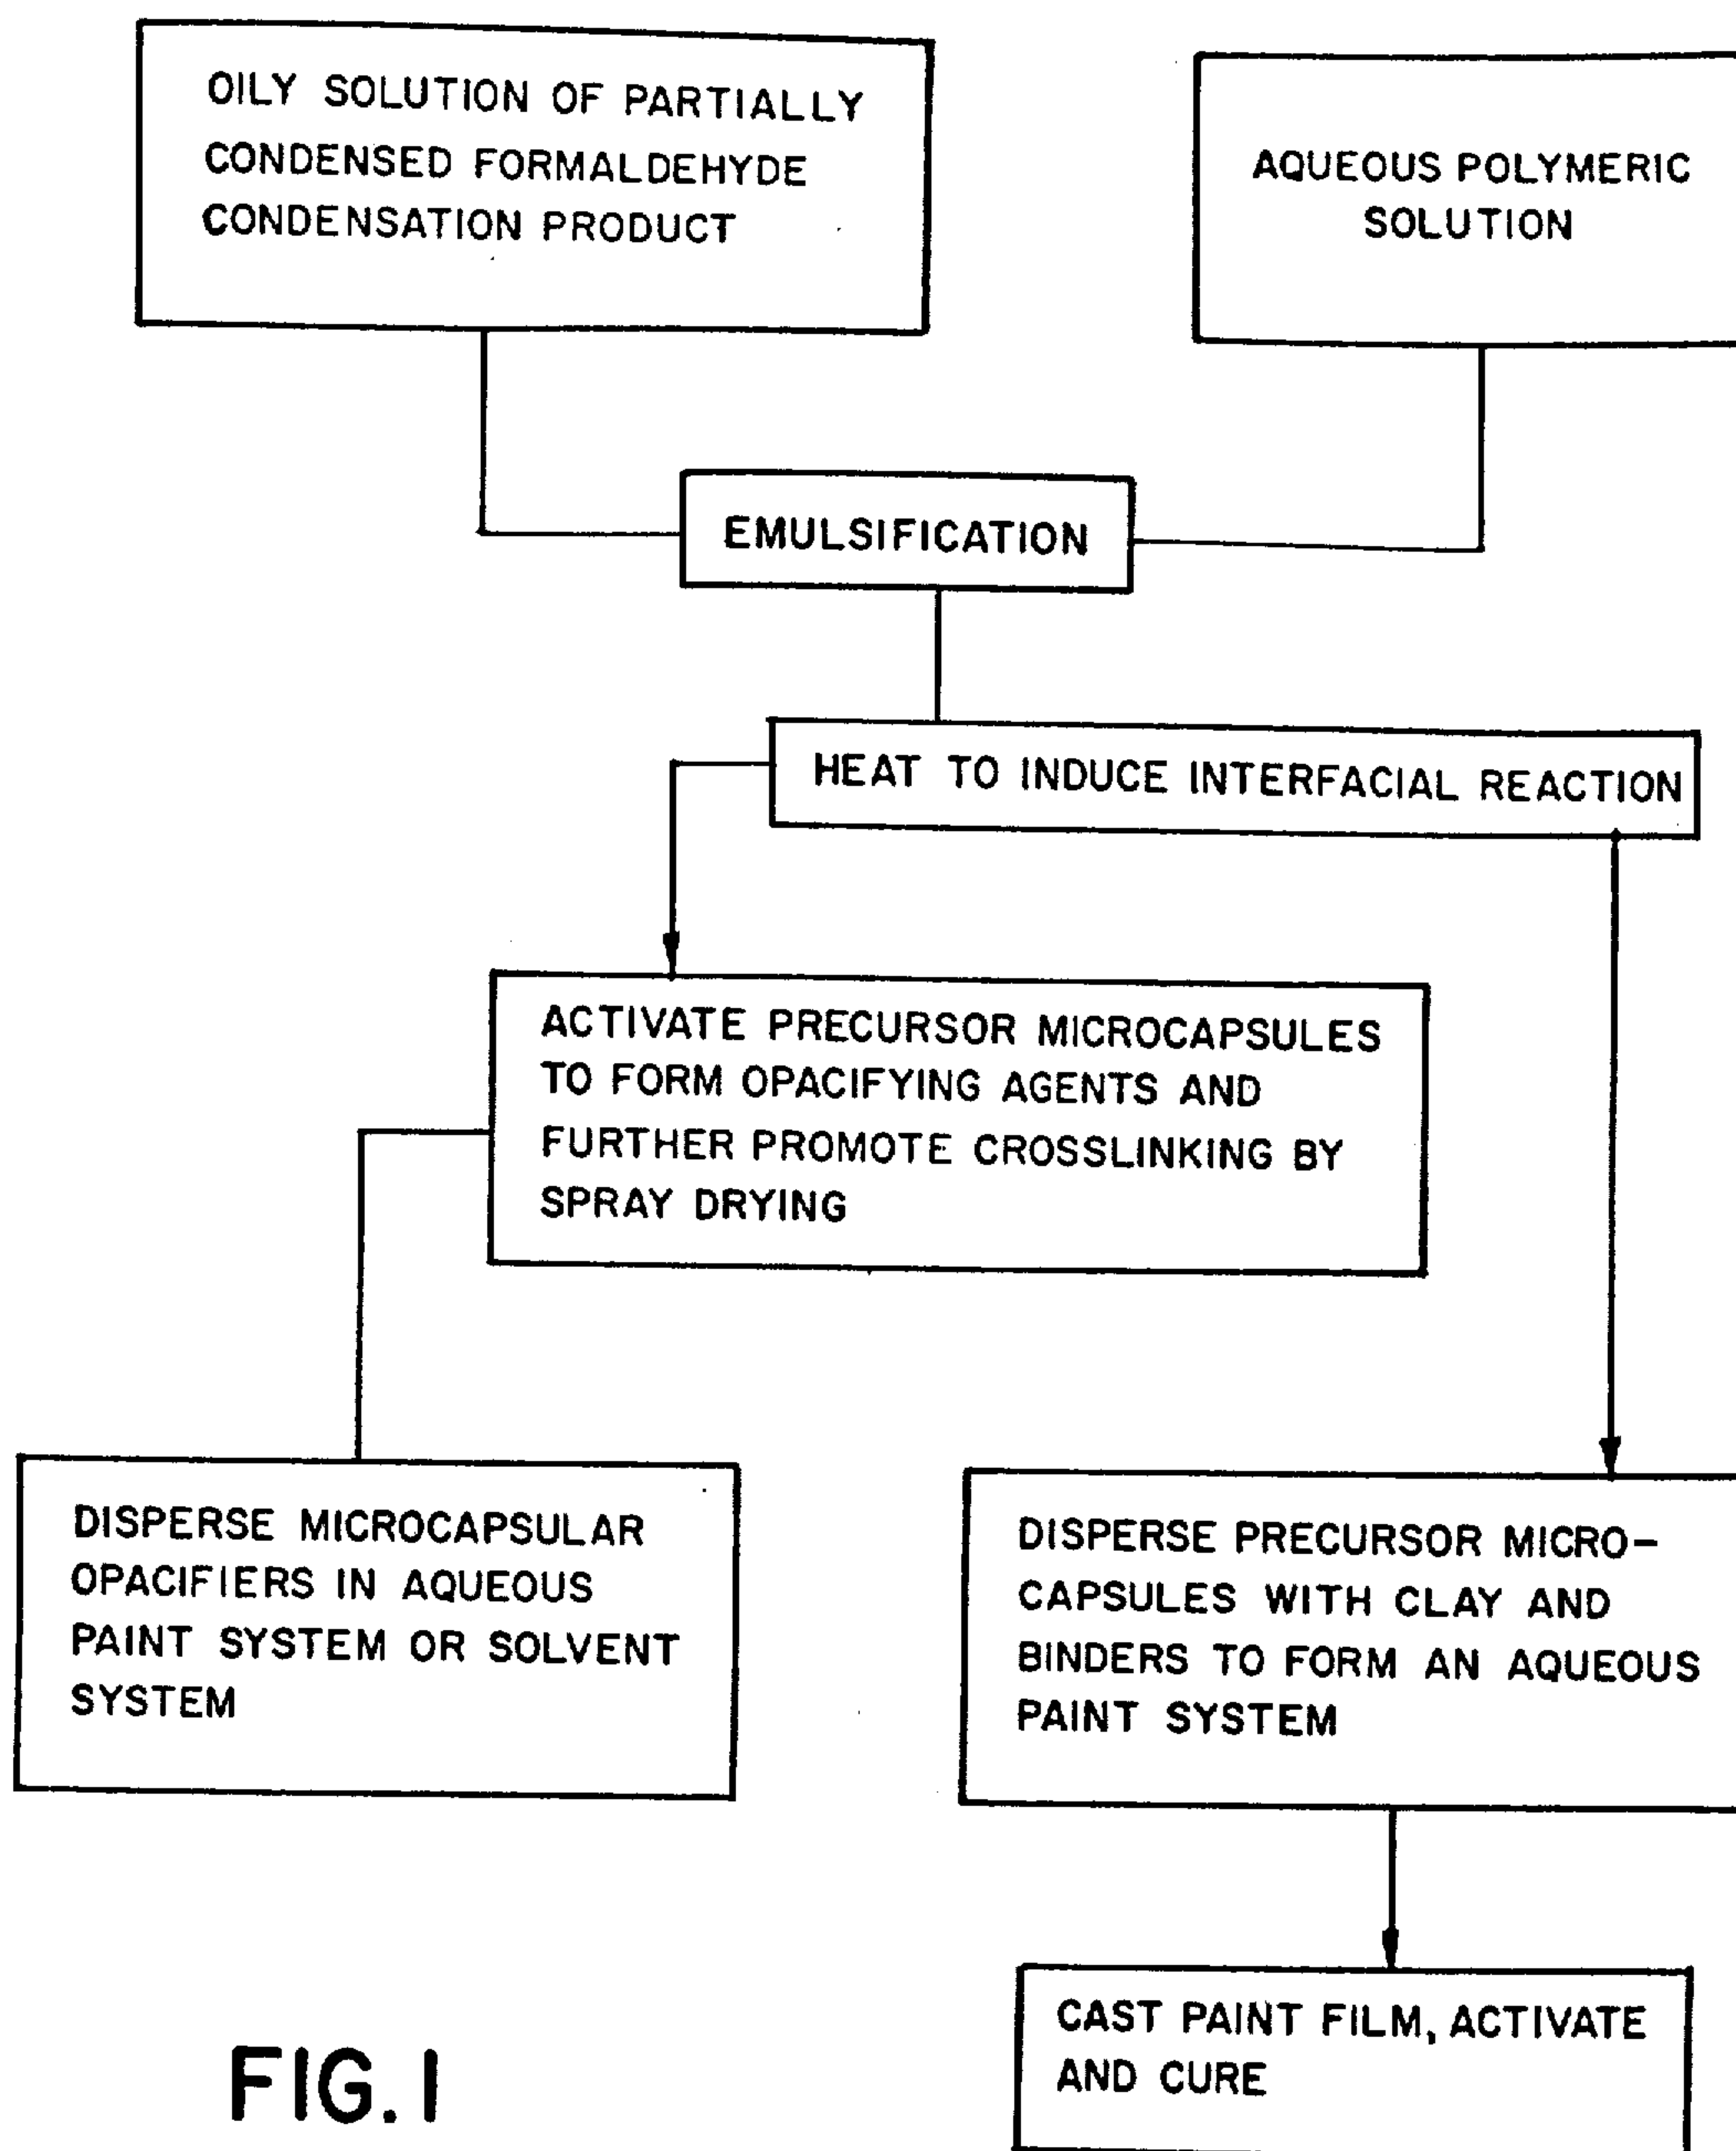 OILY SOLUTION OF PARTIALLY
CONDENSED FORMALDEHYDE
CONDENSATION PRODUCT
AQUEOUS POLYMERIC
SOLUTION
EMULSIFICATION
HEAT TO INDUCE INTERFACIAL REACTION
ACTIVATE PRECURSOR MICROCAPSULES
TO FORM OPACIFYING AGENTS AND
FURTHER PROMOTE CROSSLINKING BY
SPRAY DRYING
DISPERSE MICROCAPSULAR
OPACIFIERS IN AQUEOUS
PAINT SYSTEM OR SOLVENT
SYSTEM
DISPERSE PRECURSOR MICRO-
CAPSULES WITH CLAY AND
BINDERS TO FORM AN AQUEOUS
PAINT SYSTEM
CAST PAINT FILM, ACTIVATE
AND CURE
FIG. I